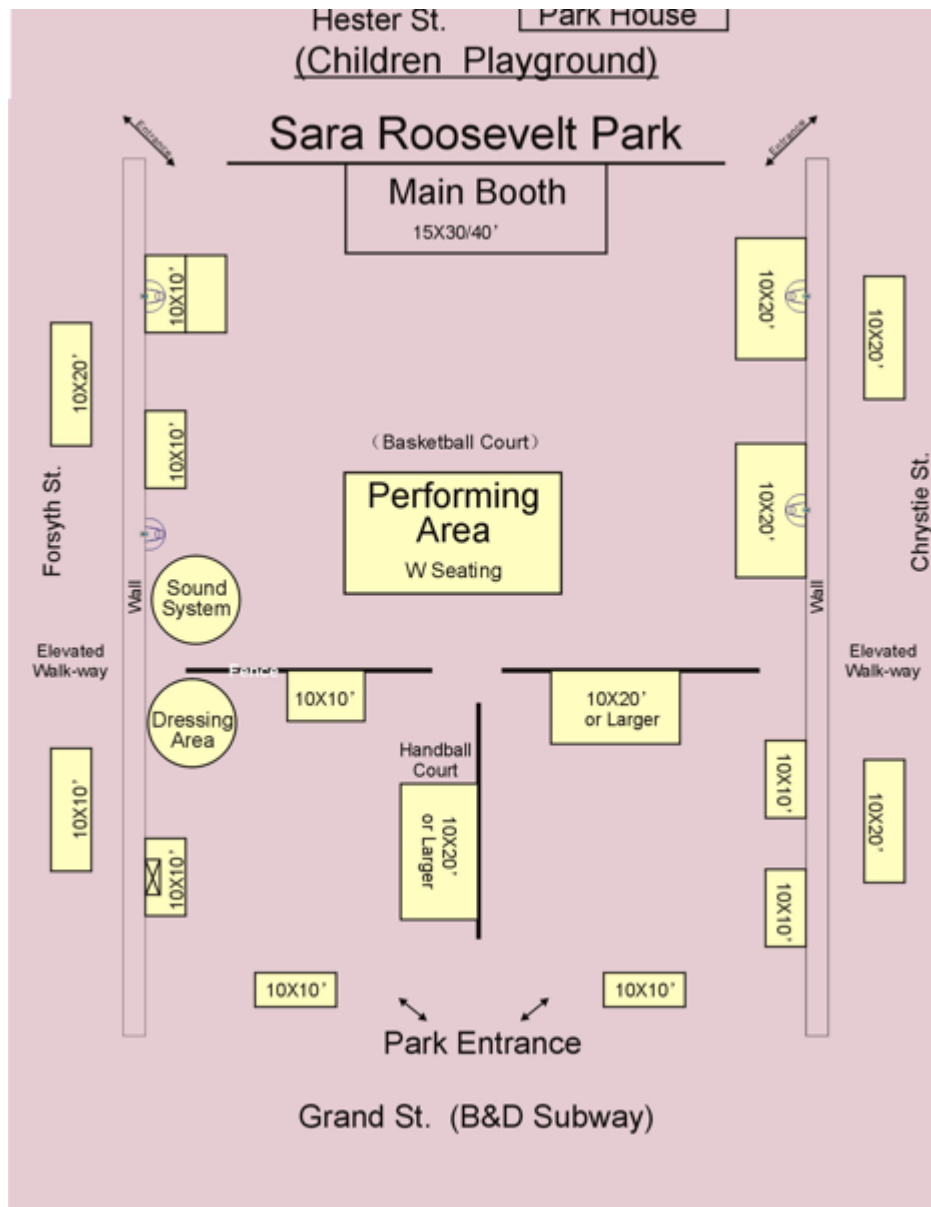 Hester St.
Park House
(Children Playground)
Entrance
Sara Roosevelt Park
Entrance
Main Booth
15X30/40'
10X10'
10X20'
10X20'
10X20'
10X10'
(Basketball Court)
10X20'
Performing
Area
W Seating
Forsyth St.
Chrystie St.
Wall
Wall
Sound
System
Elevated
Walk-way
Elevated
Walk-way
Fence
10X10'
10X20'
or Larger
Dressing
Area
Handball
Court
10X10'
10X10'
10X20'
10X20'
or Larger
10X10'
10X10'
10X10'
10X10'
Park Entrance
Grand St. (B&D Subway)